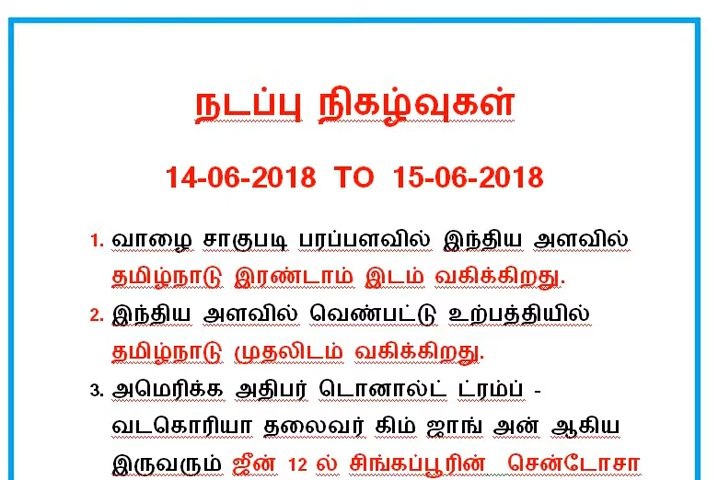 நடப்பு நிகழ்வுகள்
14-06-2018 TO 15-06-2018
1. வாழை சாகுபடி பரப்பளவில் இந்திய அளவில்
தமிழ்நாடு இரண்டாம் இடம் வகிக்கிறது.
2. இந்திய அளவில் வெண்பட்டு உற்பத்தியில்
தமிழ்நாடு முதலிடம் வகிக்கிறது.
3. அமெரிக்க அதிபர் டொனால்ட் ட்ரம்ப் -
வடகொரியா தலைவர் கிம் ஜாங் அன் ஆகிய
இருவரும் ஜீன் 12 ல் சிங்கப்பூரின் சென்டோசா